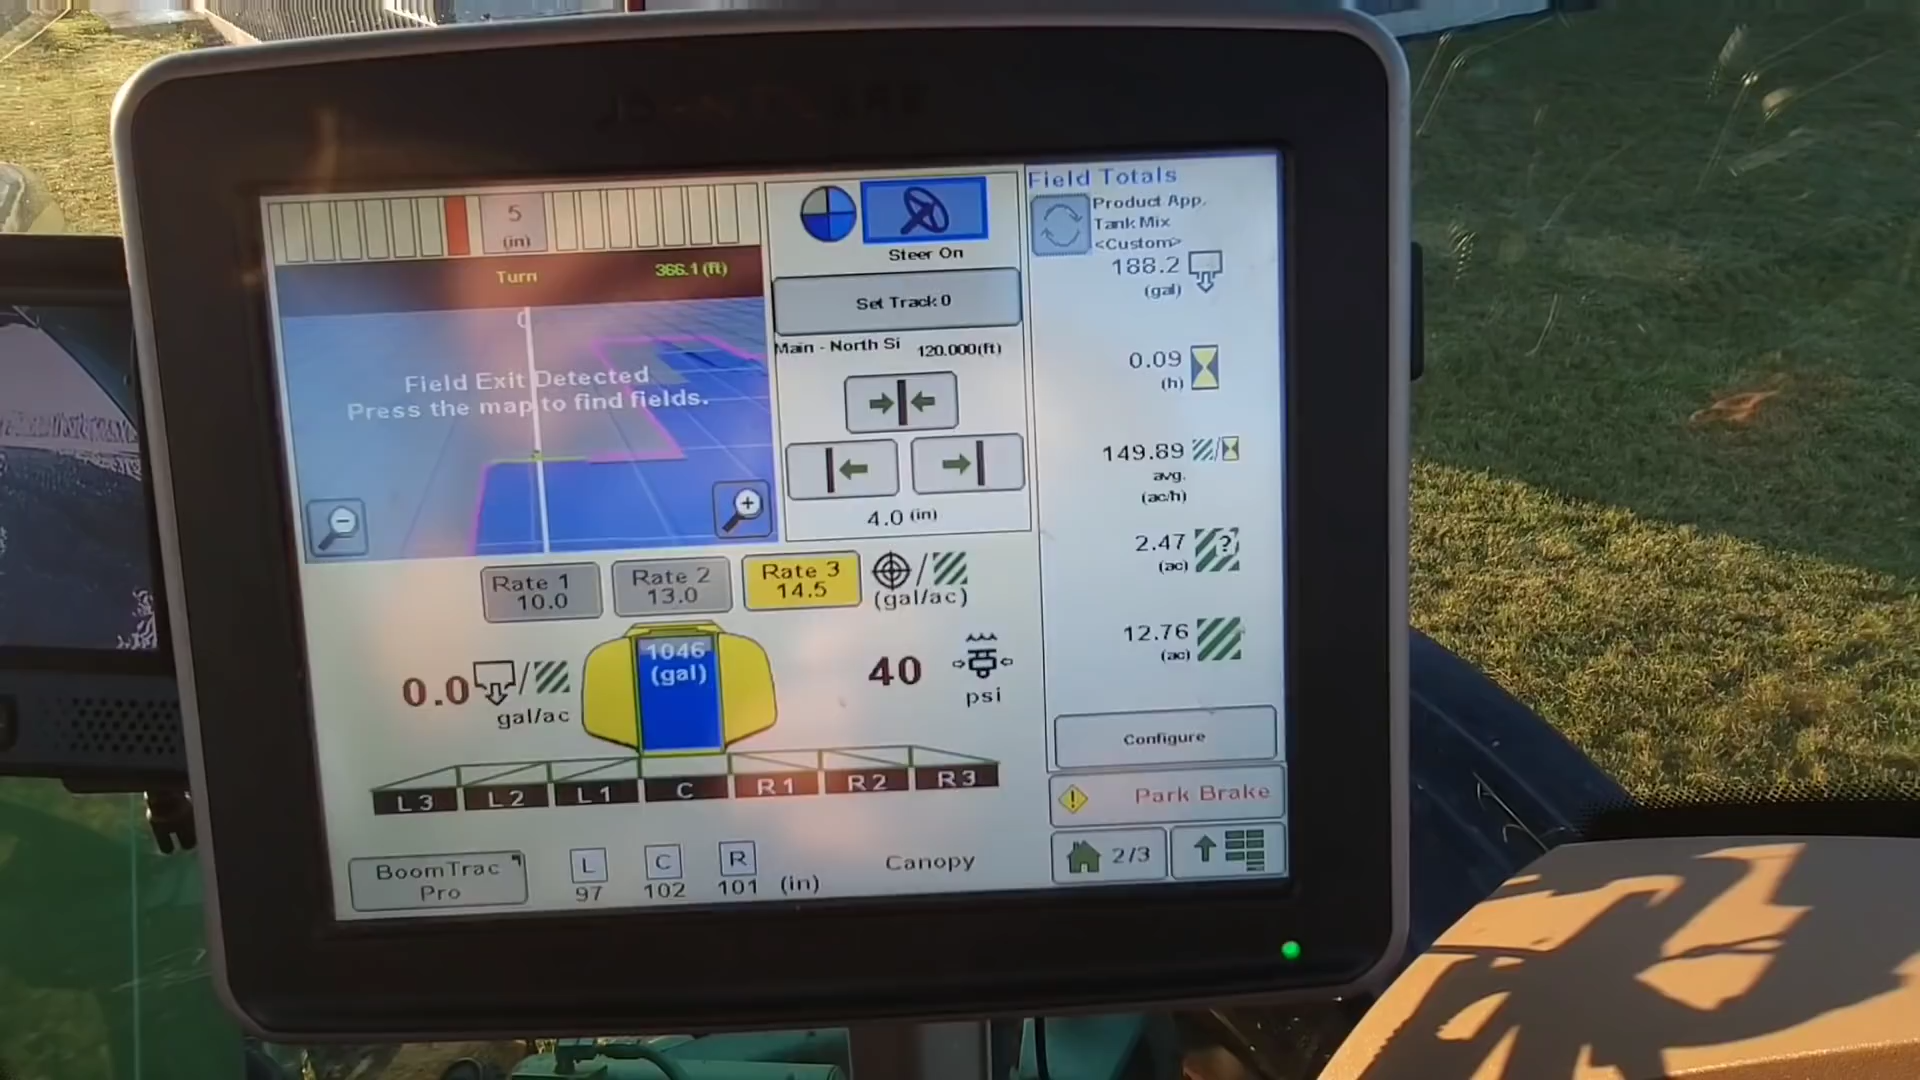 5
(in)
Turn
366.1 (ft)
Field Exit Detected
Press the map to find fields.
Steer On
Set Track 0
Main - North Si
120.000(ft)
4.0 (in)
Field Totals
Product App.
Tank Mix
<Custom>
188.2
(gal)
0.09
(h)
149.89
avg.
(ac/h)
2.47
(ac)
12.76
(ac)
Rate 1
10.0
Rate 2
13.0
Rate 3
14.5
(gal/ac)
1046
(gal)
0.0
gal/ac
40
psi
L3 L2 L1 C R1 R2 R3
Configure
Park Brake
BoomTrac
Pro
L C R
97 102 101 (in)
Canopy
2/3